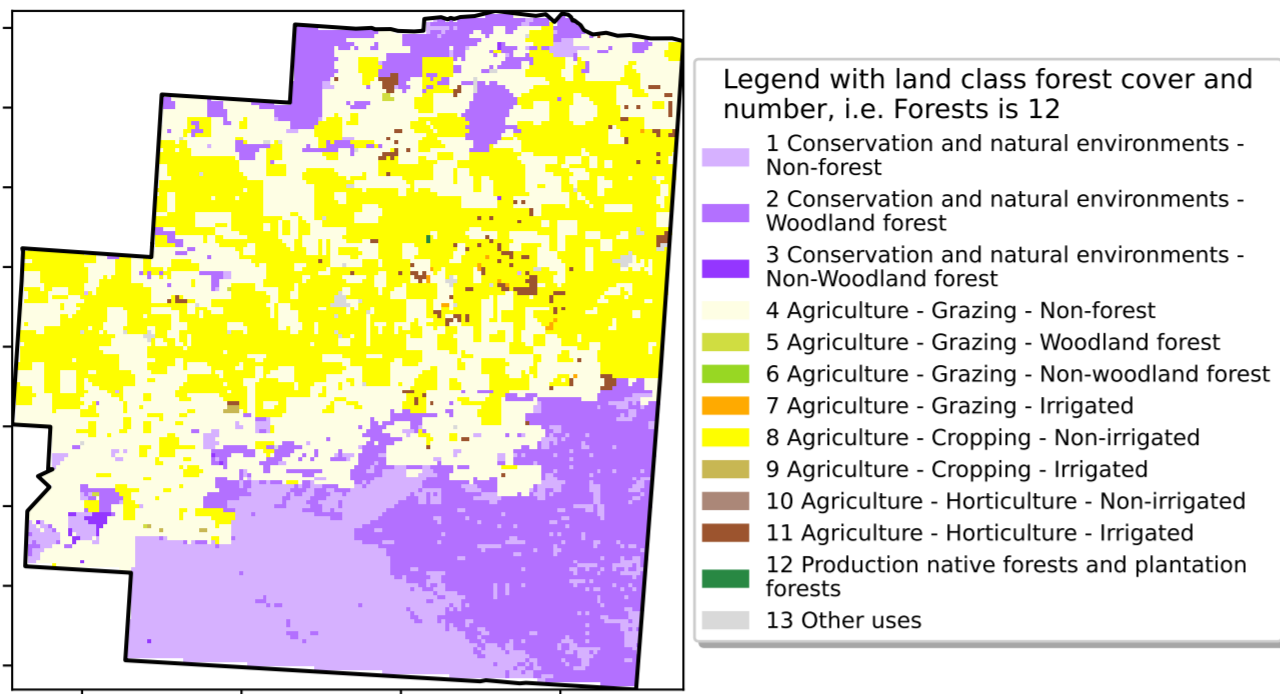 Legend with land class forest cover and
number, i.e. Forests is 12
1 Conservation and natural environments -
Non-forest
2 Conservation and natural environments -
Woodland forest
3 Conservation and natural environments -
Non-Woodland forest
4 Agriculture - Grazing - Non-forest
5 Agriculture - Grazing - Woodland forest
6 Agriculture - Grazing - Non-woodland forest
7 Agriculture - Grazing - Irrigated
8 Agriculture - Cropping - Non-irrigated
9 Agriculture - Cropping - Irrigated
10 Agriculture - Horticulture - Non-irrigated
11 Agriculture - Horticulture - Irrigated
12 Production native forests and plantation
forests
13 Other uses